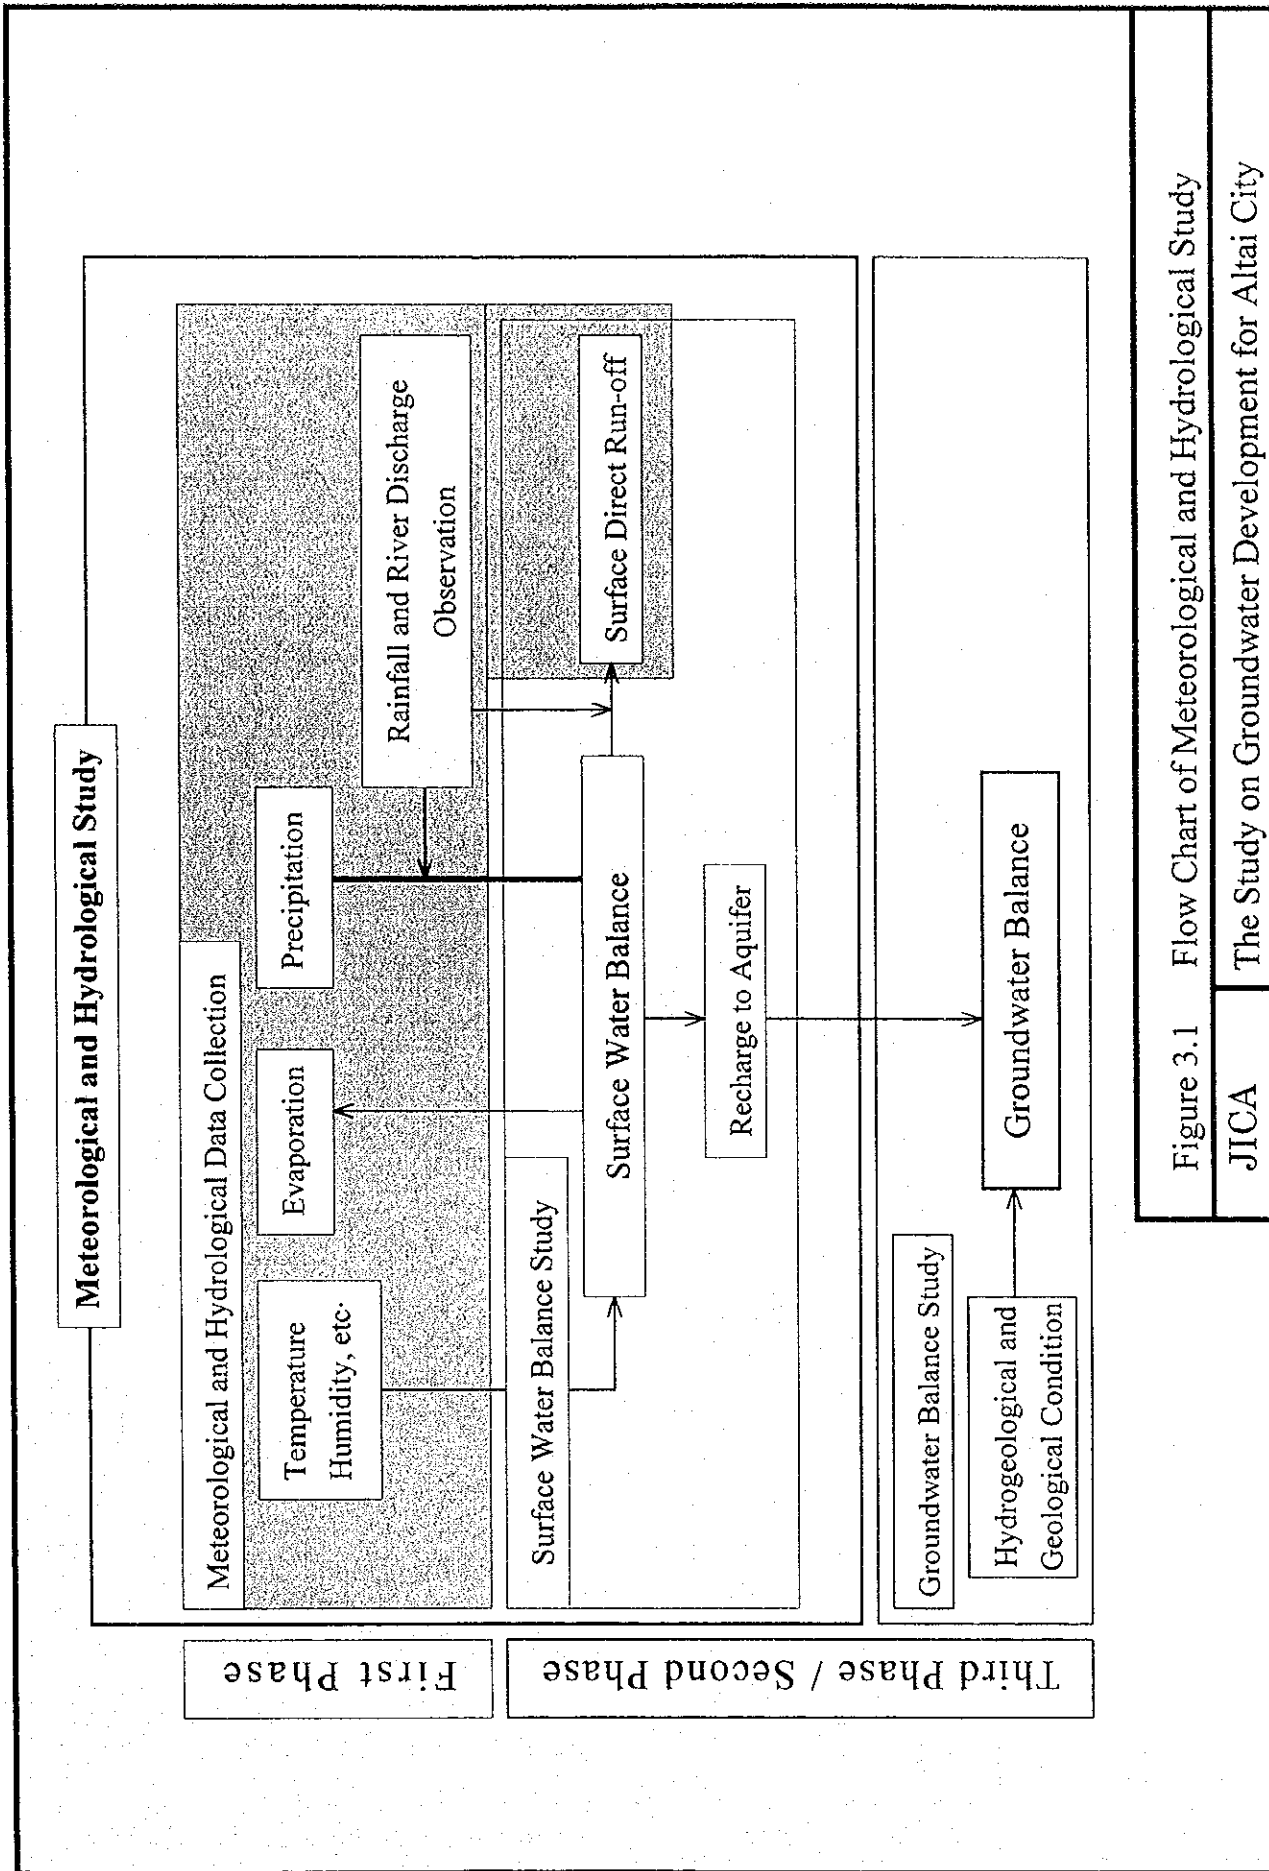 Meteorological and Hydrological Study
First Phase
Meteorological and Hydrological Data Collection
Temperature
Humidity, etc.
Evaporation
Precipitation
Rainfall and River Discharge
Observation
Third Phase / Second Phase
Surface Water Balance Study
Surface Water Balance
Surface Direct Run-off
Recharge to Aquifer
Groundwater Balance Study
Hydrogeological and
Geological Condition
Groundwater Balance
Figure 3.1 Flow Chart of Meteorological and Hydrological Study
JICA The Study on Groundwater Development for Altai City